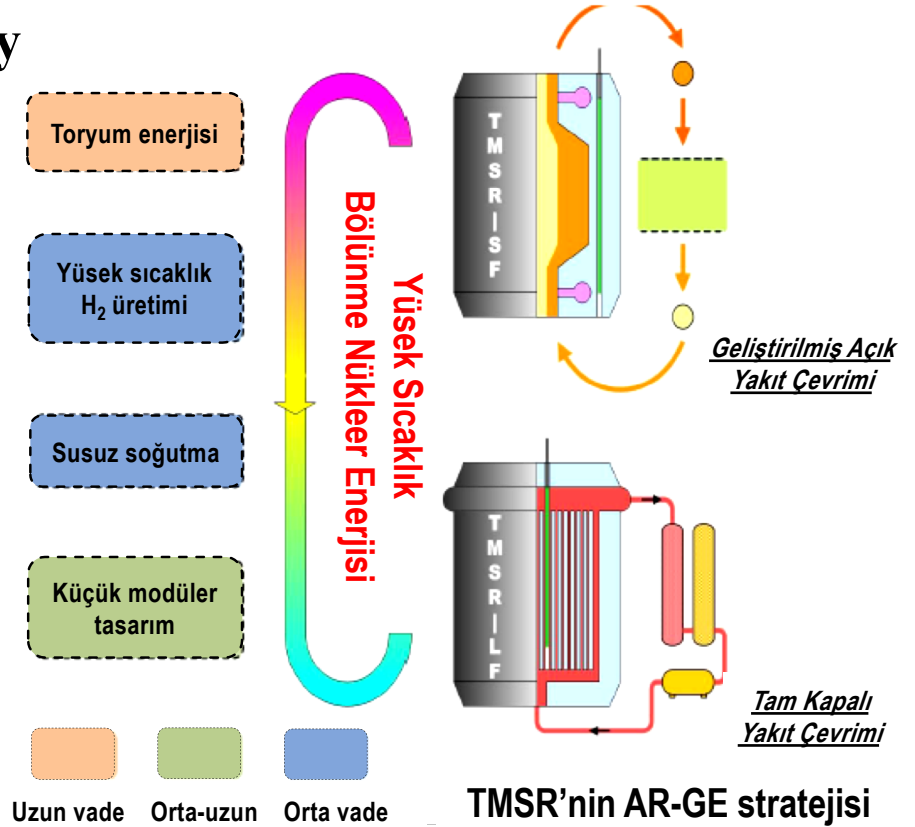 y
Toryum enerjisi
Yüsek sıcaklık
H₂ üretimi
Susuz soğutma
Küçük modüler
tasarım
Yüsek Sıcaklık
Bölünme Nükleer Enerjisi
TMSR|SF
Geliştirilmiş Açık
Yakıt Çevrimi
TMSR|LF
Tam Kapalı
Yakıt Çevrimi
Uzun vade
Orta-uzun
Orta vade
TMSR’nin AR-GE stratejisi